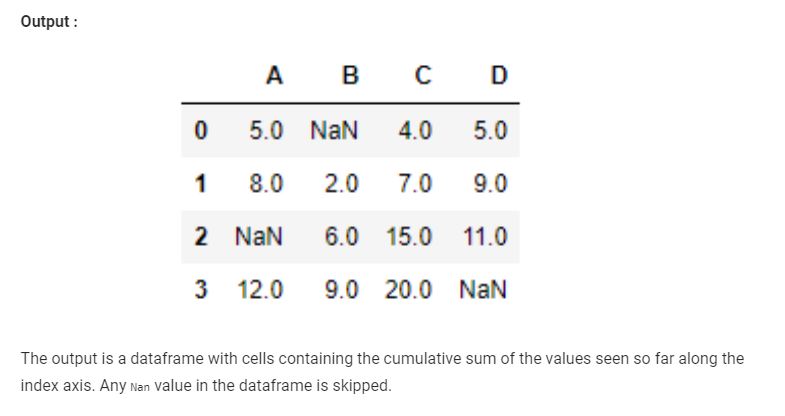 Output :
A B C D
0 5.0 NaN 4.0 5.0
1 8.0 2.0 7.0 9.0
2 NaN 6.0 15.0 11.0
3 12.0 9.0 20.0 NaN
The output is a dataframe with cells containing the cumulative sum of the values seen so far along the
index axis. Any Nan value in the dataframe is skipped.